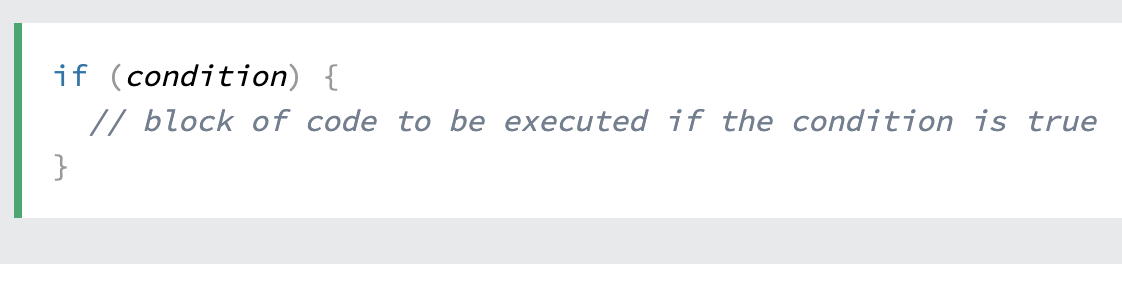 if (condition) {
  // block of code to be executed if the condition is true
}